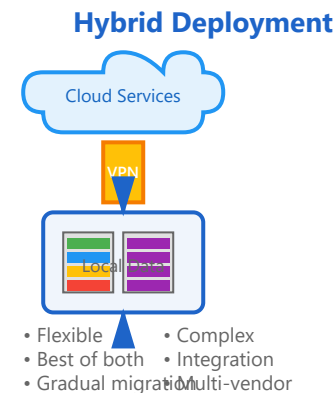 Hybrid Deployment
Cloud Services
VPN
Local Data
• Flexible
• Best of both
• Gradual migration
• Complex
• Integration
• Multi-vendor